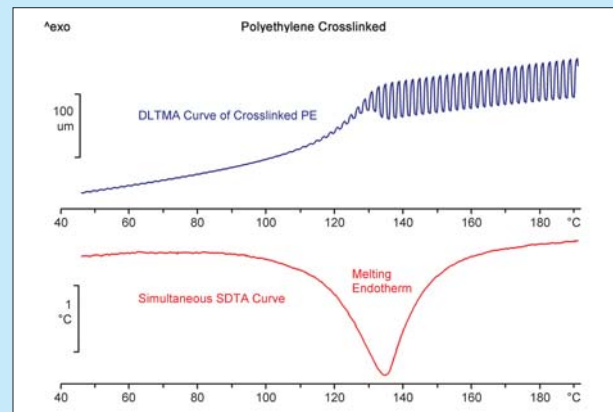 ^exo
Polyethylene Crosslinked
100
um
DLTMA Curve of Crosslinked PE
40 60 80 100 120 140 160 180 °C
Melting
Endotherm
1
°C
Simultaneous SDTA Curve
40 60 80 100 120 140 160 180 °C